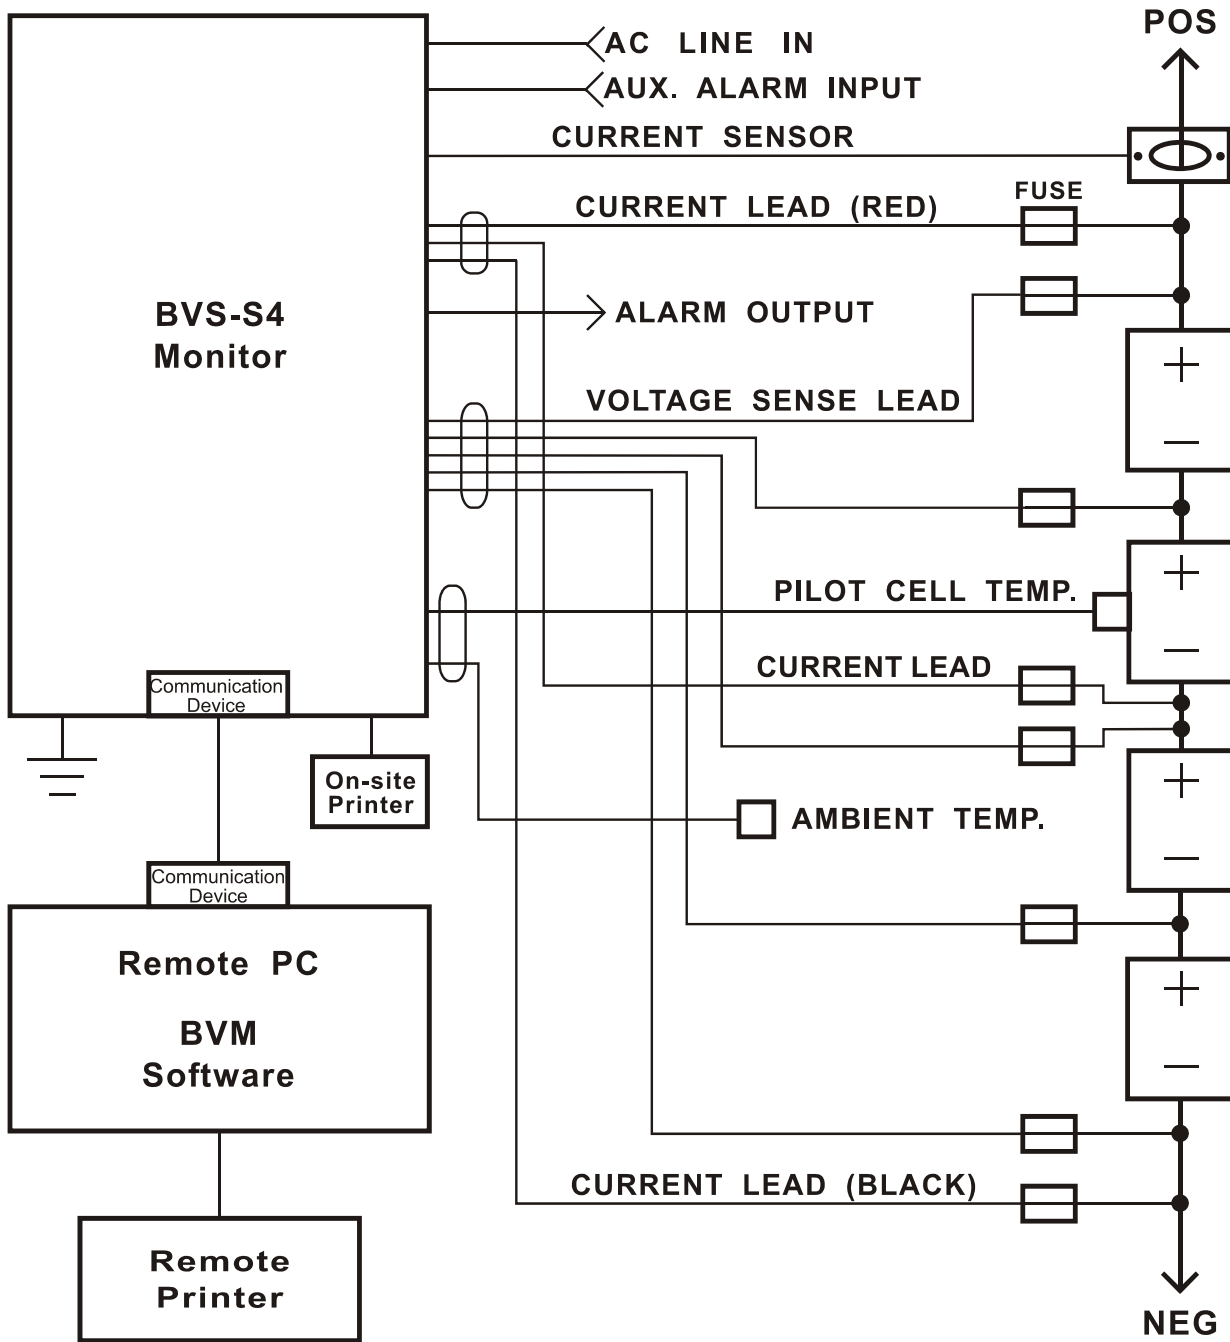 POS
AC LINE IN
AUX. ALARM INPUT
CURRENT SENSOR
FUSE
CURRENT LEAD (RED)
BVS-S4
Monitor
ALARM OUTPUT
+
VOLTAGE SENSE LEAD
—
+
PILOT CELL TEMP.
—
CURRENT LEAD
Communication
Device
On-site
Printer
+
AMBIENT TEMP.
—
Communication
Device
Remote PC
BVM
Software
+
—
CURRENT LEAD (BLACK)
Remote
Printer
NEG